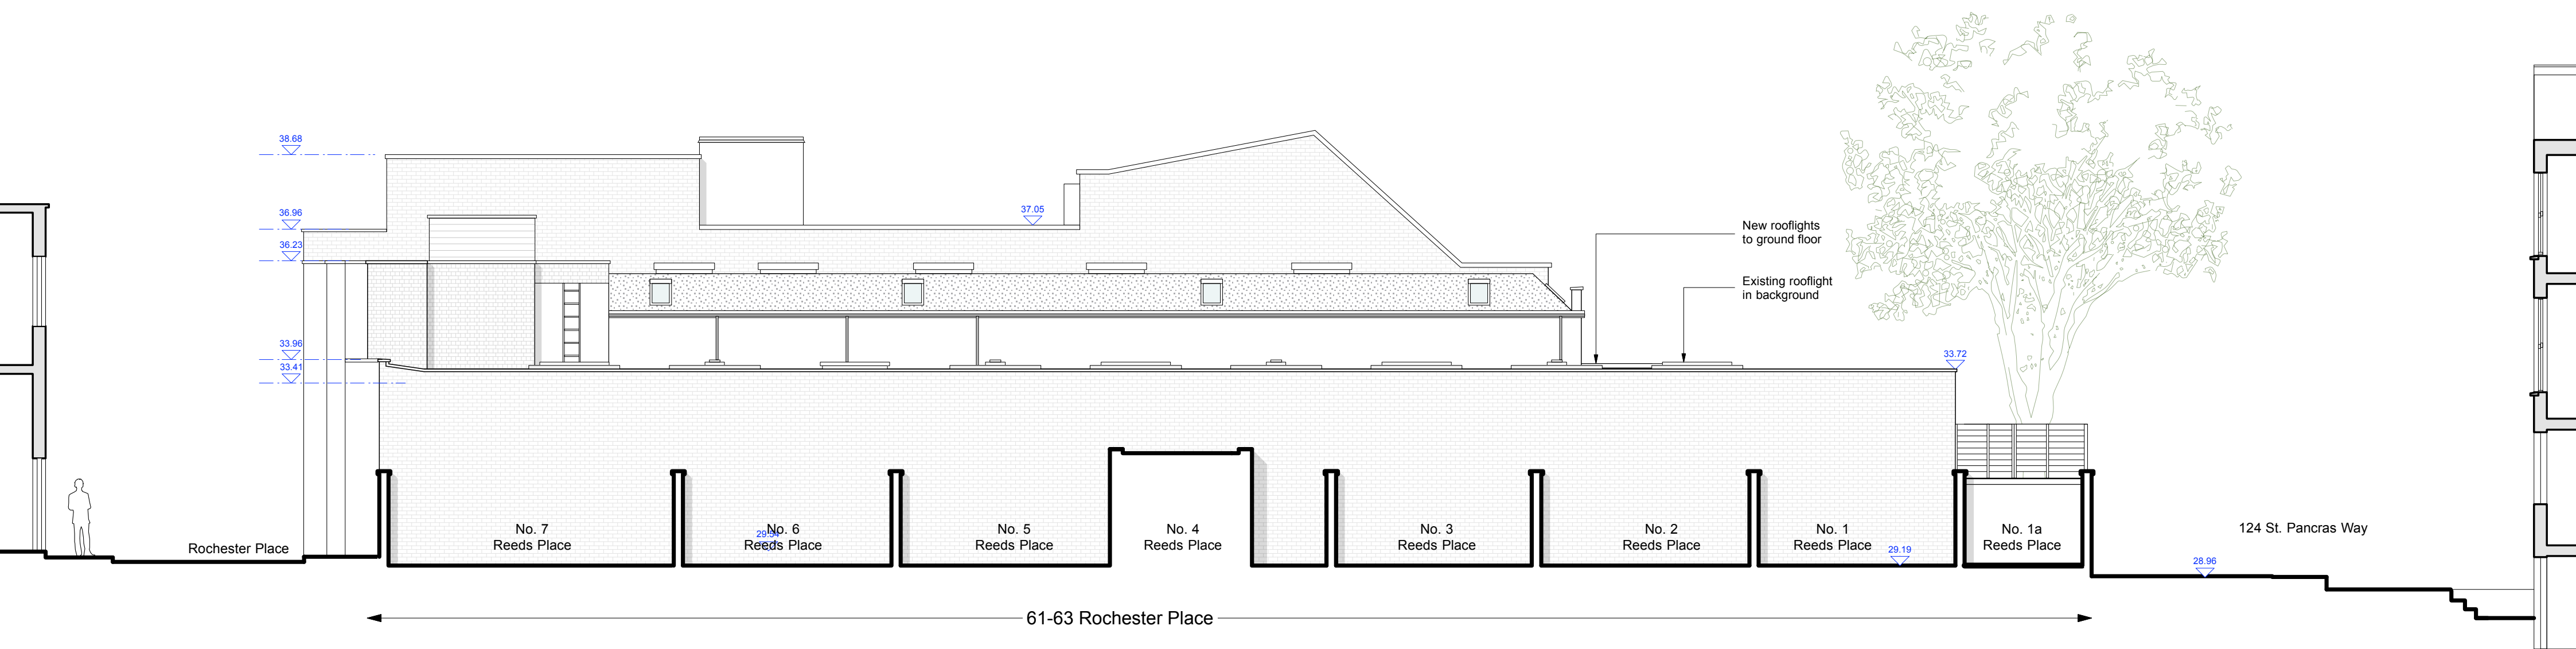 38.68
36.96
37.05
36.23
New rooflights
to ground floor
Existing rooflight
in background
33.96
33.41
33.72
Rochester Place
No. 7
Reeds Place
No. 6
Reeds Place
29.54
No. 5
Reeds Place
No. 4
Reeds Place
No. 3
Reeds Place
No. 2
Reeds Place
No. 1
Reeds Place
29.19
No. 1a
Reeds Place
124 St. Pancras Way
28.96
61-63 Rochester Place